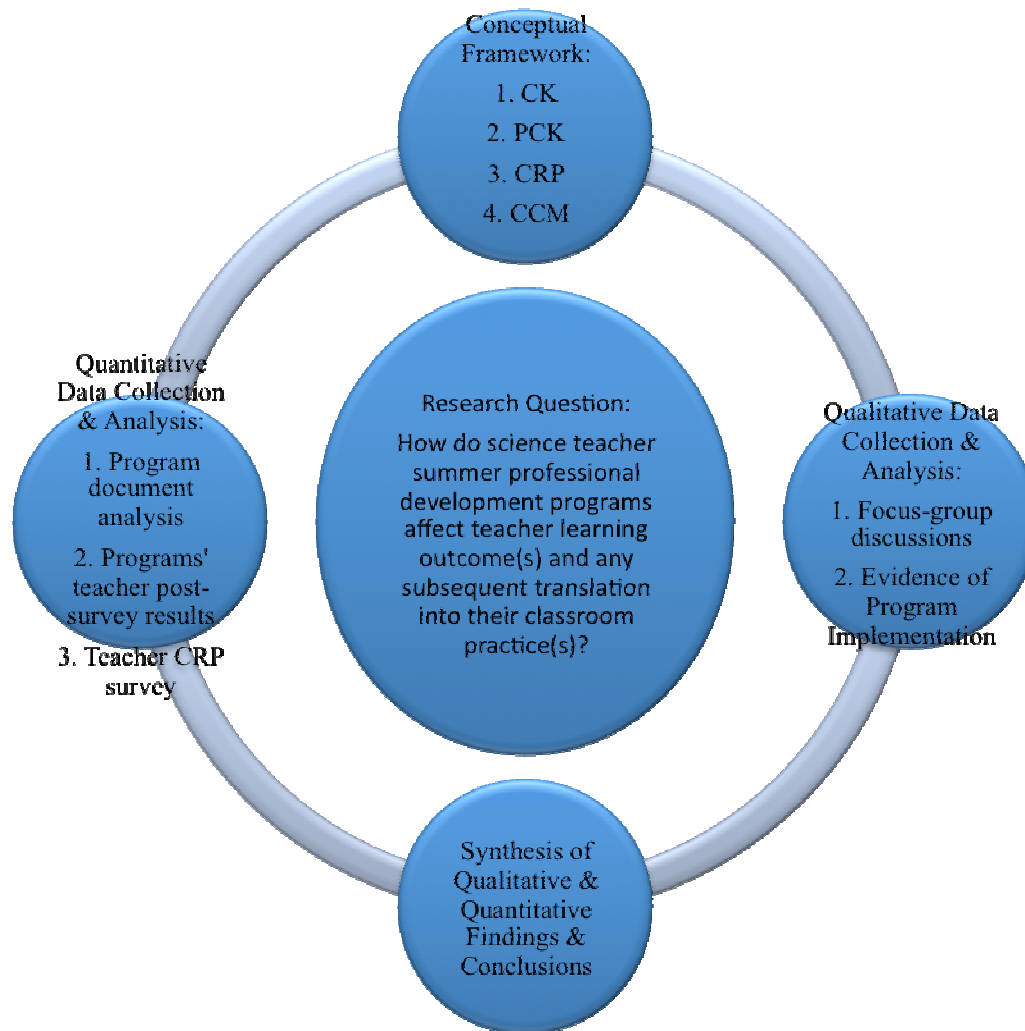 Conceptual
Framework:
1. CK
2. PCK
3. CRP
4. CCM
Quantitative
Data Collection
& Analysis:
1. Program
document
analysis
2. Programs'
teacher post-
survey results
3. Teacher CRP
survey
Research Question:
How do science teacher
summer professional
development programs
affect teacher learning
outcome(s) and any
subsequent translation
into their classroom
practice(s)?
Qualitative Data
Collection &
Analysis:
1. Focus-group
discussions
2. Evidence of
Program
Implementation
Synthesis of
Qualitative &
Quantitative
Findings &
Conclusions